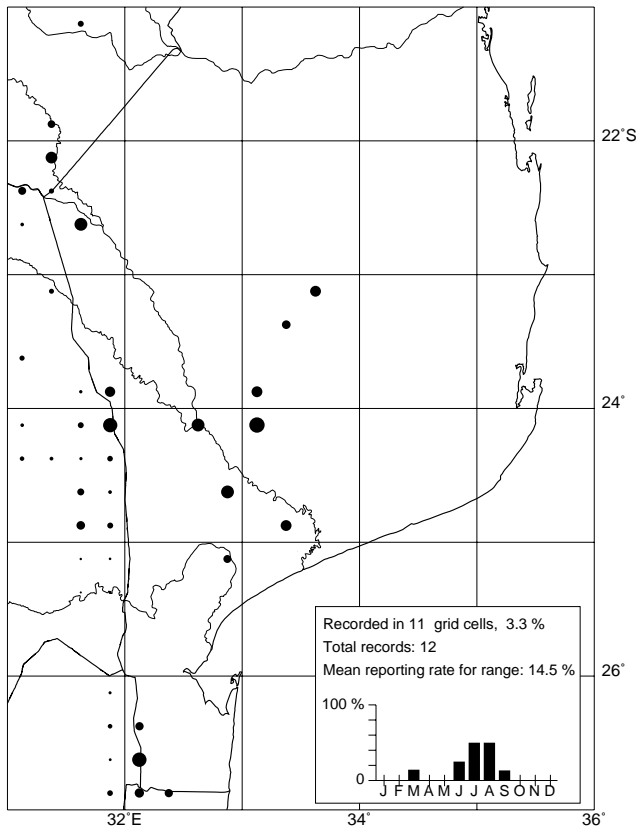 22°S
24°
26°
Recorded in 11 grid cells, 3.3 %
Total records: 12
Mean reporting rate for range: 14.5 %
100 %
0
J F M A M J J A S O N D
32°E 34° 36°